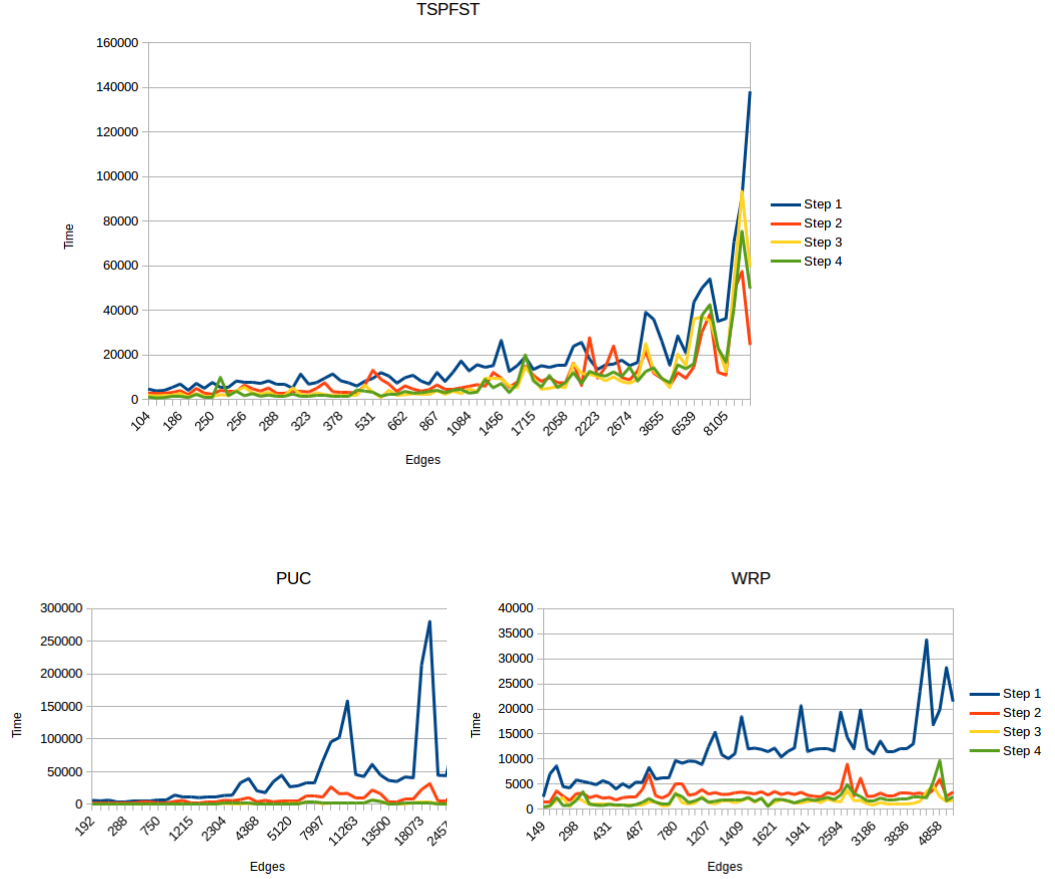 TSPFST
160000
140000
120000
100000
80000
60000
40000
20000
0
Time
104 186 250 256 288 323 378 531 662 867 1084 1456 1715 2058 2223 2674 3655 6539 8105
Edges
Step 1
Step 2
Step 3
Step 4
PUC
300000
250000
200000
150000
100000
50000
0
Time
192 288 750 1215 2304 4368 5120 7997 11263 13500 18073 2457
Edges
WRP
40000
35000
30000
25000
20000
15000
10000
5000
0
Time
149 298 431 487 780 1207 1409 1621 1941 2594 3186 3836 4858
Edges
Step 1
Step 2
Step 3
Step 4